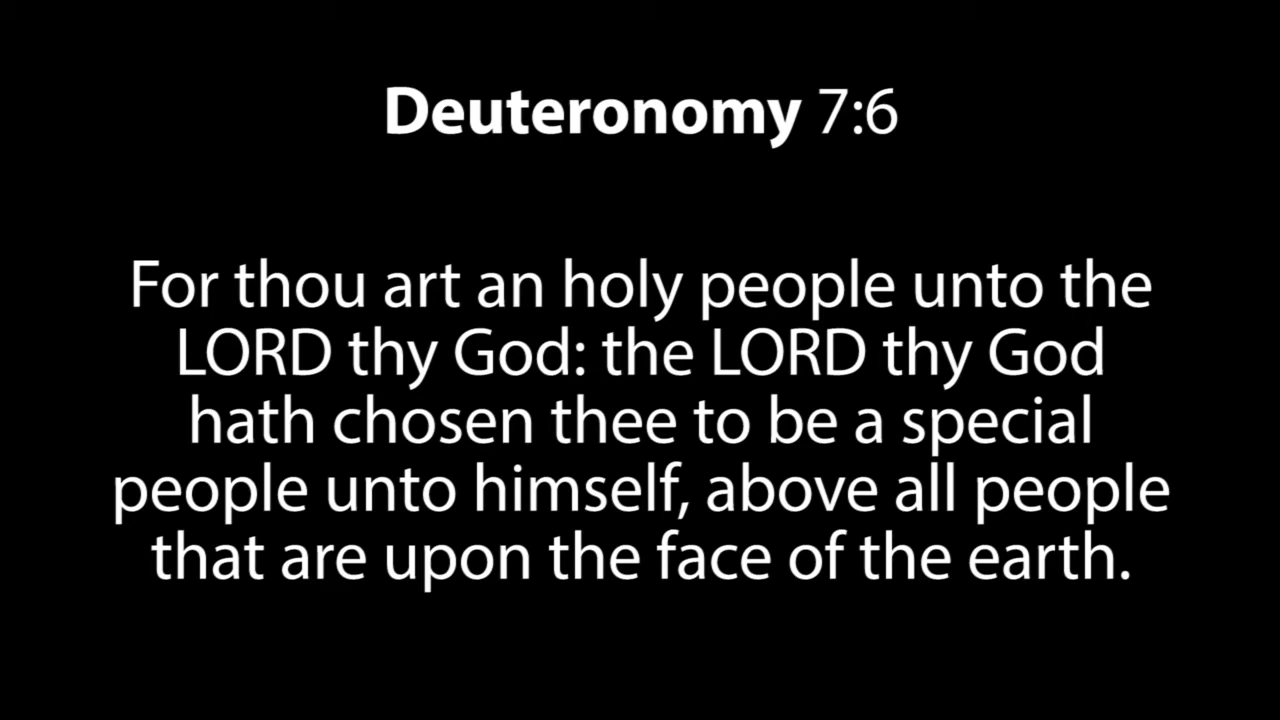 Deuteronomy 7:6
For thou art an holy people unto the
LORD thy God: the LORD thy God
hath chosen thee to be a special
people unto himself, above all people
that are upon the face of the earth.